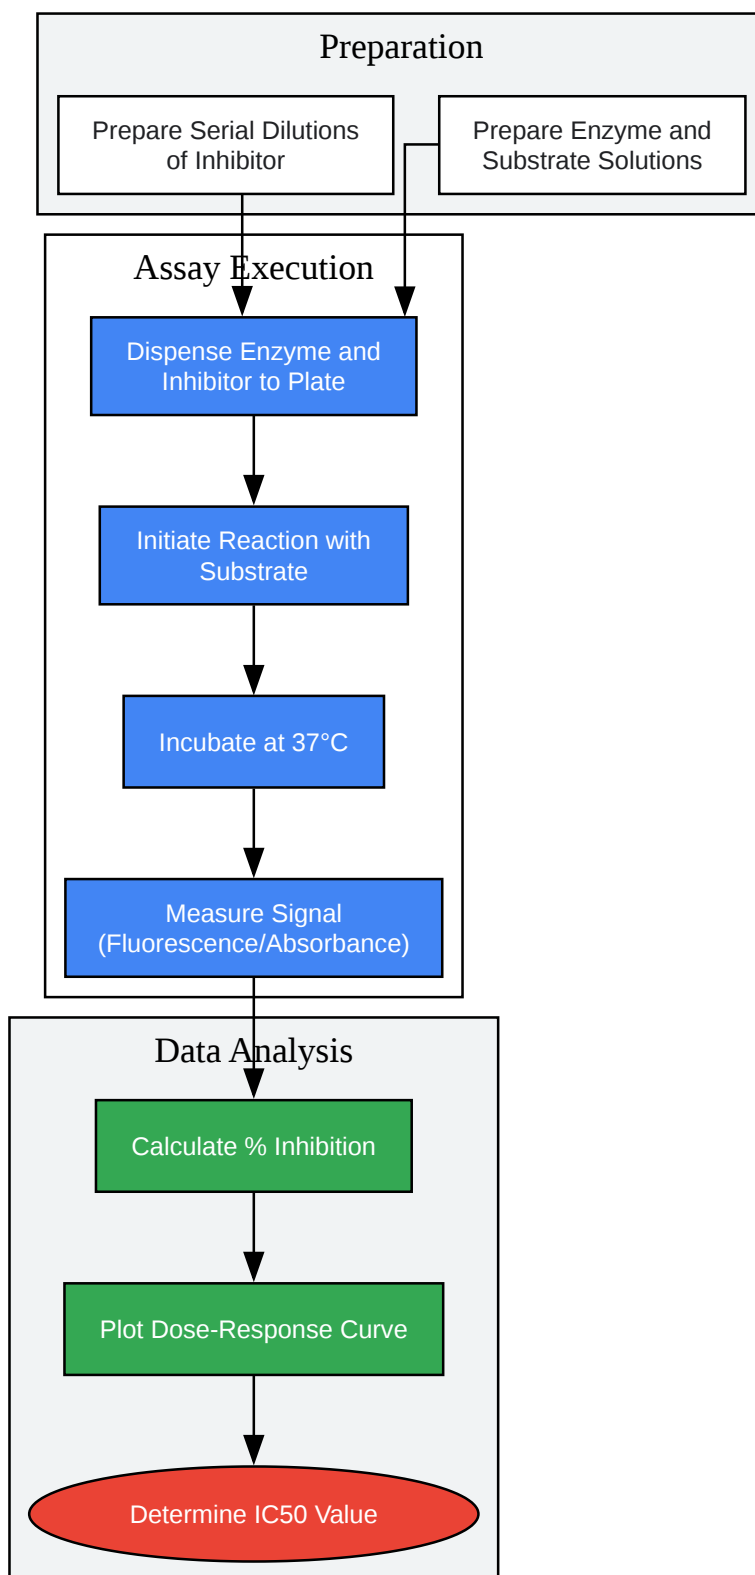 Preparation
Prepare Serial Dilutions
of Inhibitor
Prepare Enzyme and
Substrate Solutions
Assay Execution
Dispense Enzyme and
Inhibitor to Plate
Initiate Reaction with
Substrate
Incubate at 37°C
Measure Signal
(Fluorescence/Absorbance)
Data Analysis
Calculate % Inhibition
Plot Dose-Response Curve
Determine IC50 Value